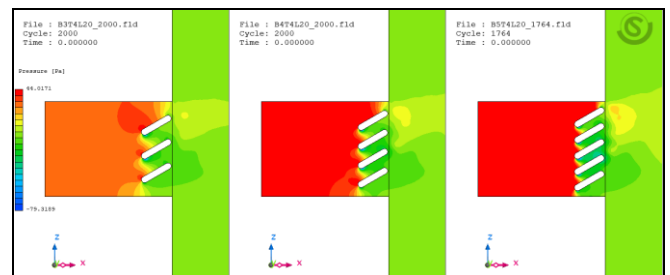 File : B3T4L20_2000.fld
Cycle: 2000
Time : 0.000000
Pressure [Pa]
66.0171
-79.3189
Z
X
File : B4T4L20_2000.fld
Cycle: 2000
Time : 0.000000
Z
X
File : B5T4L20_1764.fld
Cycle: 1764
Time : 0.000000
Z
X